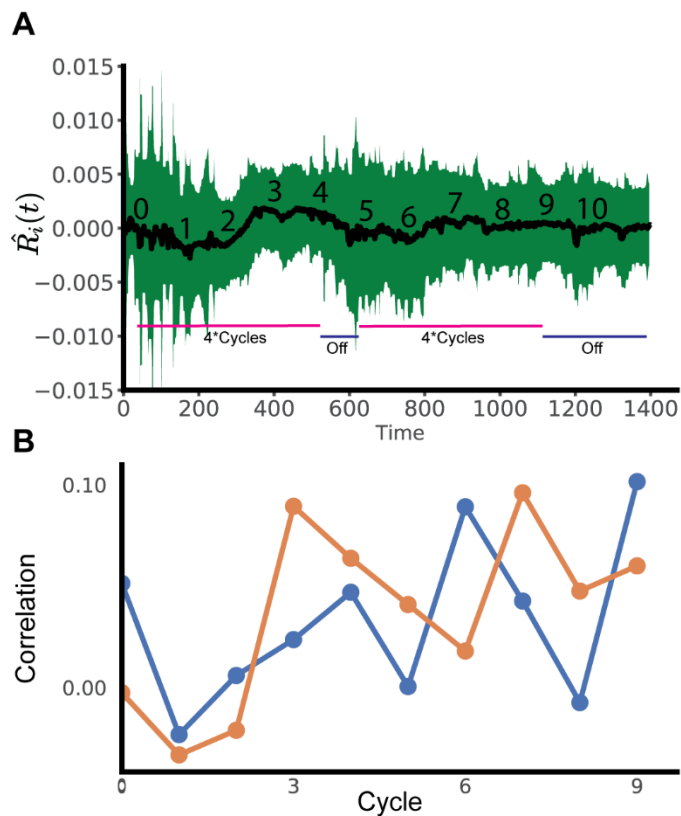 A
0.015
0.010
0.005
0.000
−0.005
−0.010
−0.015
R̂ᵢ(t)
0 1 2 3 4 5 6 7 8 9 10
4*Cycles Off 4*Cycles Off
0 200 400 600 800 1000 1200 1400
Time
B
0.10
0.00
Correlation
0 3 6 9
Cycle